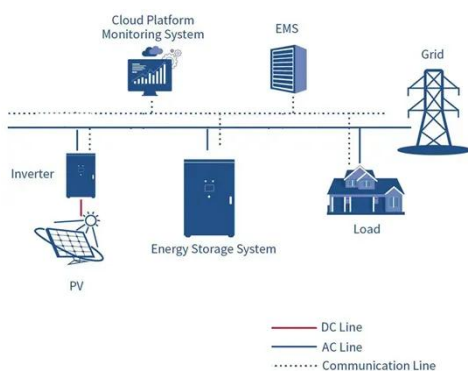 Cloud Platform
Monitoring System
EMS
Grid
Inverter
Energy Storage System
Load
PV
DC Line
AC Line
Communication Line